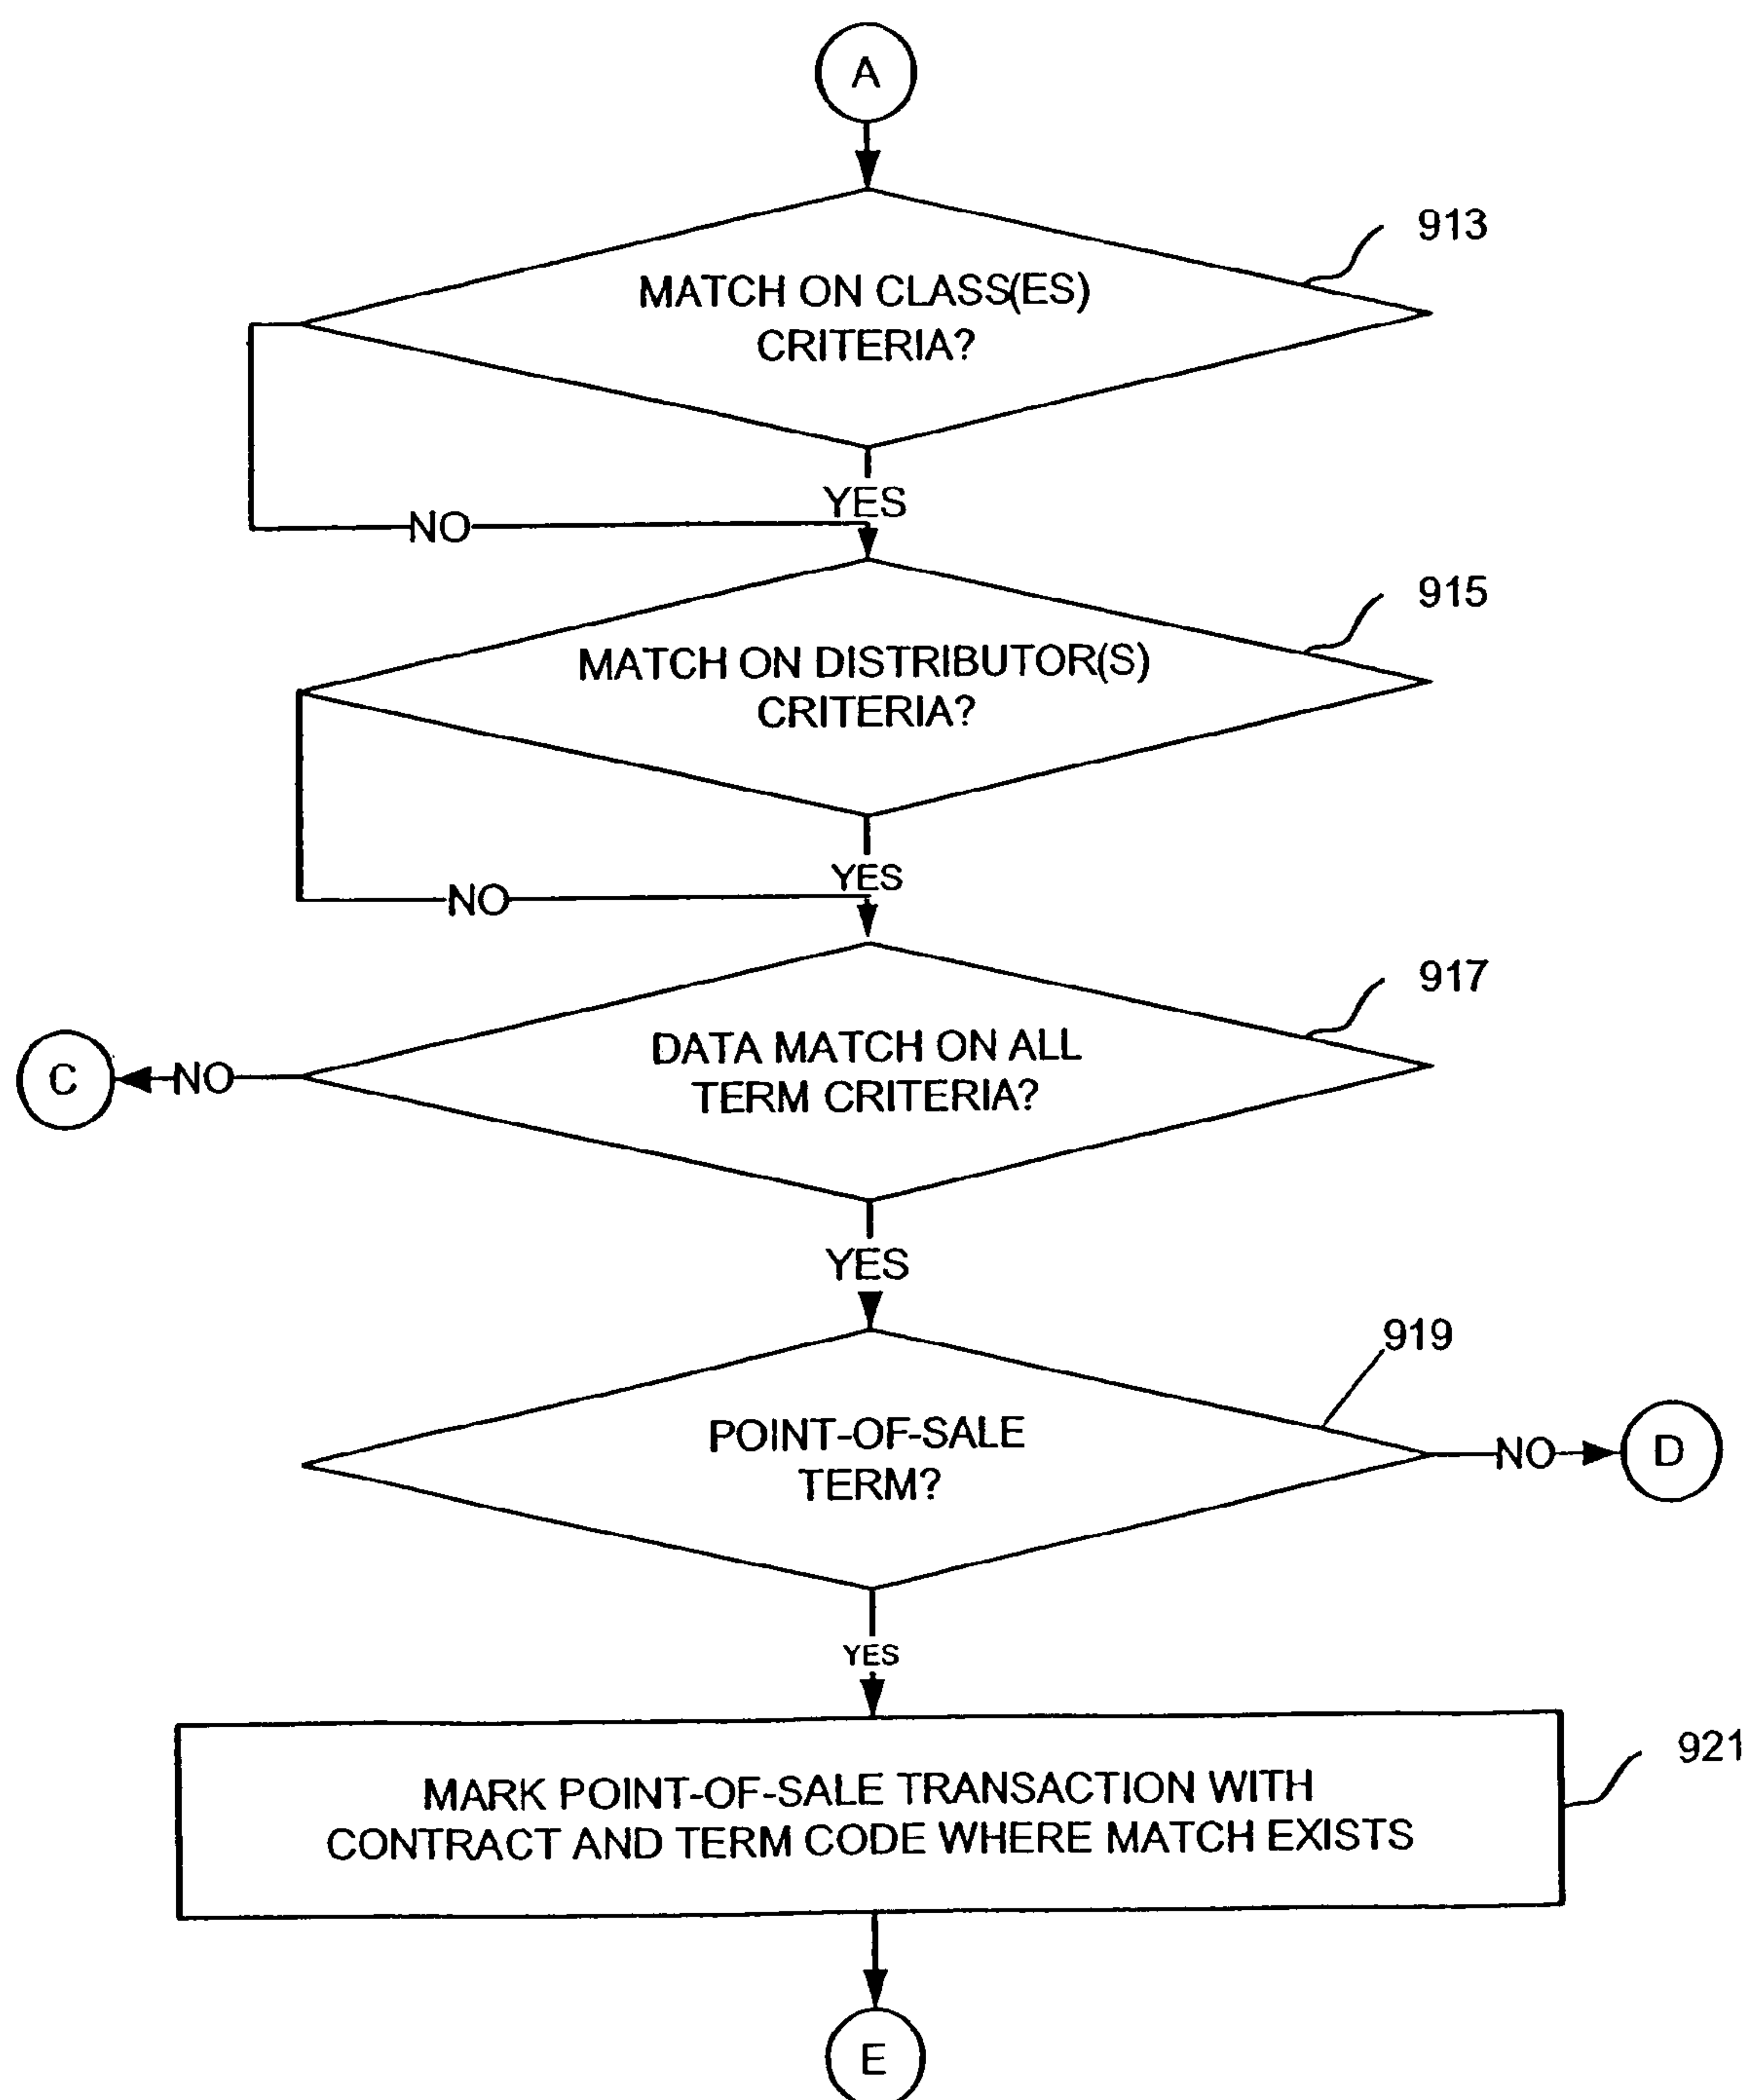 A
913
MATCH ON CLASS(ES)
CRITERIA?
YES
NO
915
MATCH ON DISTRIBUTOR(S)
CRITERIA?
YES
NO
917
DATA MATCH ON ALL
TERM CRITERIA?
C
NO
YES
919
POINT-OF-SALE
TERM?
NO
D
YES
921
MARK POINT-OF-SALE TRANSACTION WITH
CONTRACT AND TERM CODE WHERE MATCH EXISTS
E